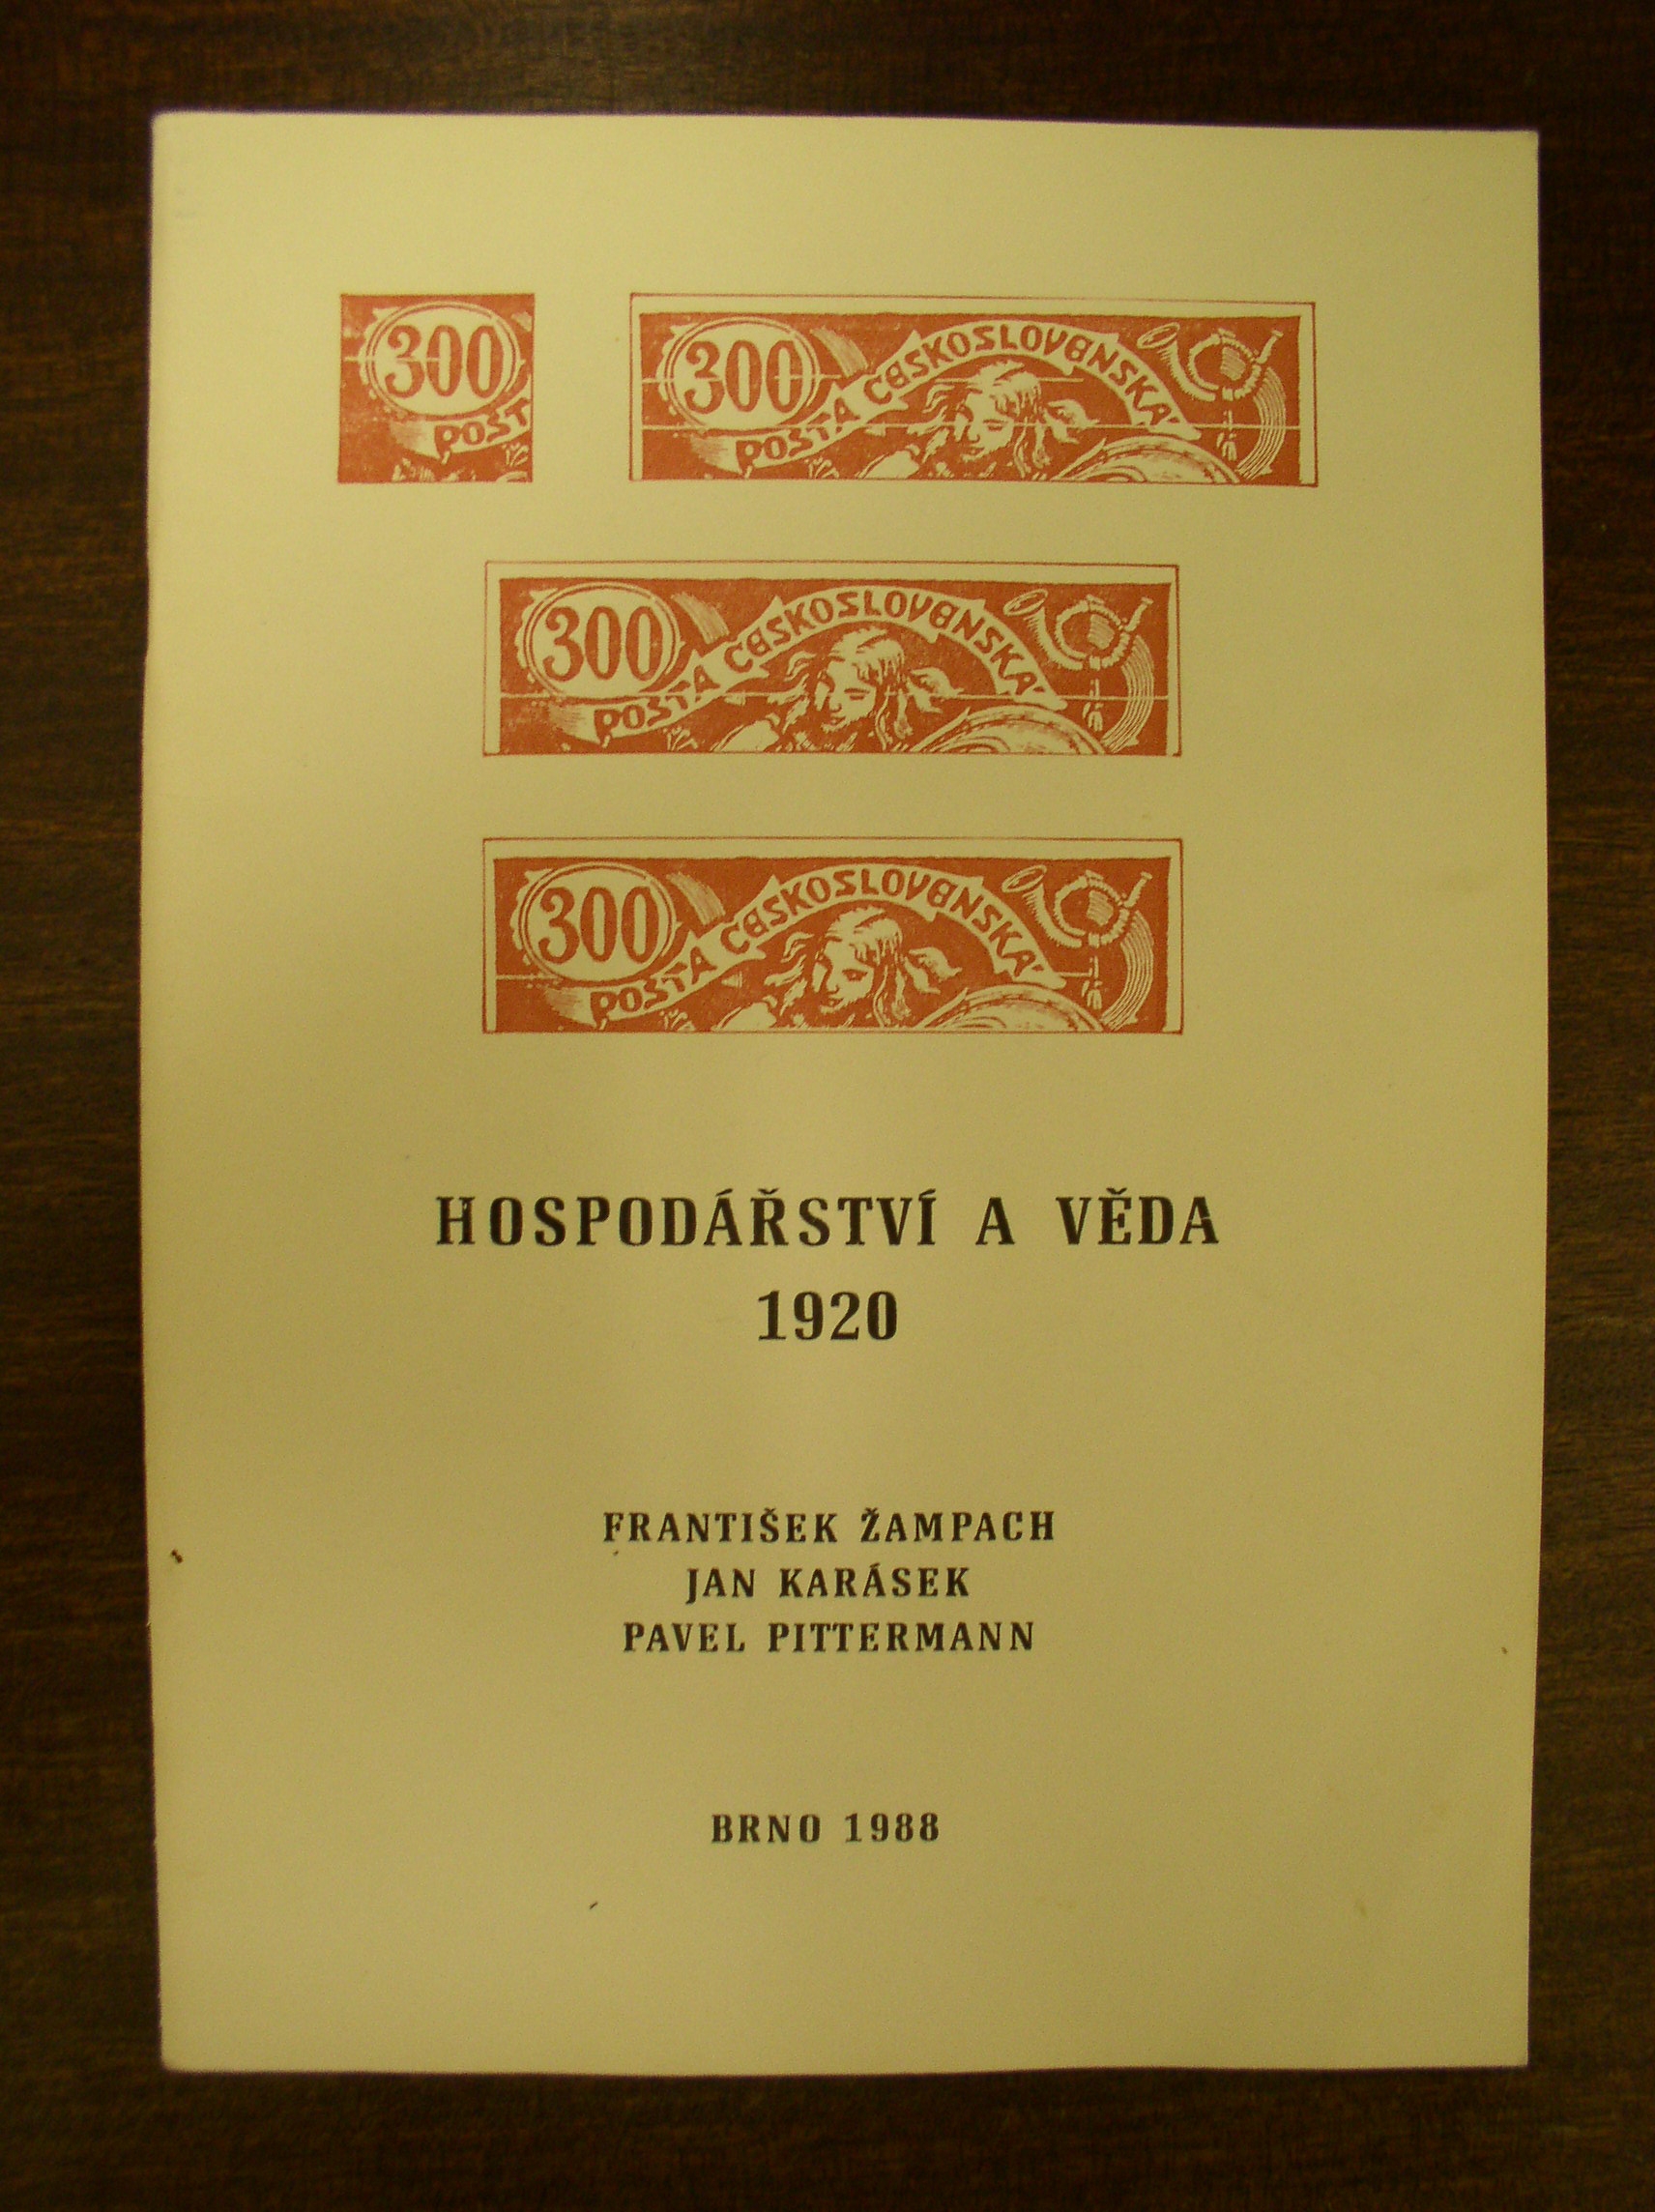 300
POST
300
POŠTA ČESKOSLOVENSKÁ
300
POŠTA ČESKOSLOVENSKÁ
300
POŠTA ČESKOSLOVENSKÁ
HOSPODÁŘSTVÍ A VĚDA
1920
FRANTIŠEK ŽAMPACH
JAN KARÁSEK
PAVEL PITTERMANN
BRNO 1988